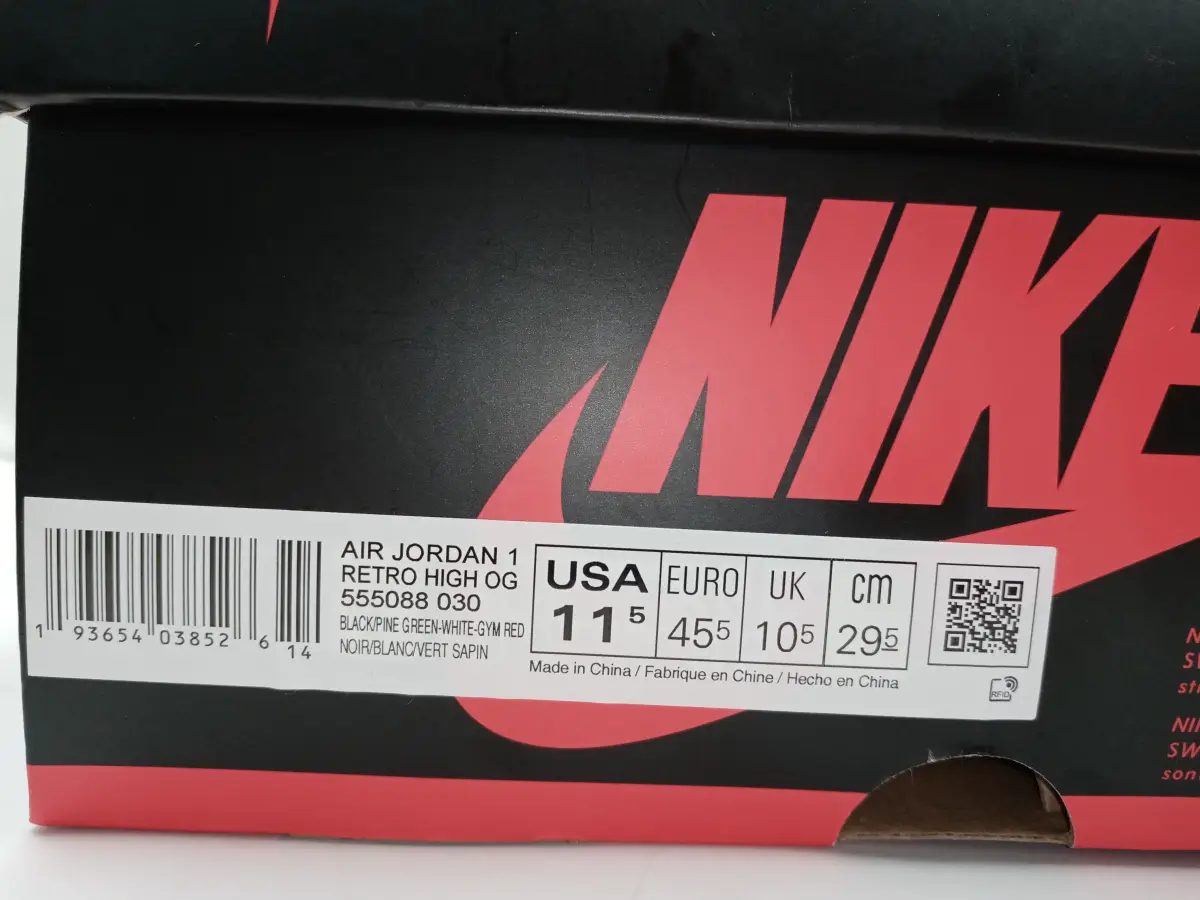 NIKE
AIR JORDAN 1
RETRO HIGH OG
555088 030
BLACK/PINE GREEN-WHITE-GYM RED
NOIR/BLANC/VERT SAPIN
1 93654 03852 6 14
USA EURO UK cm
11 5 45 5 10 5 29 5
Made in China / Fabrique en Chine / Hecho en China
RFID